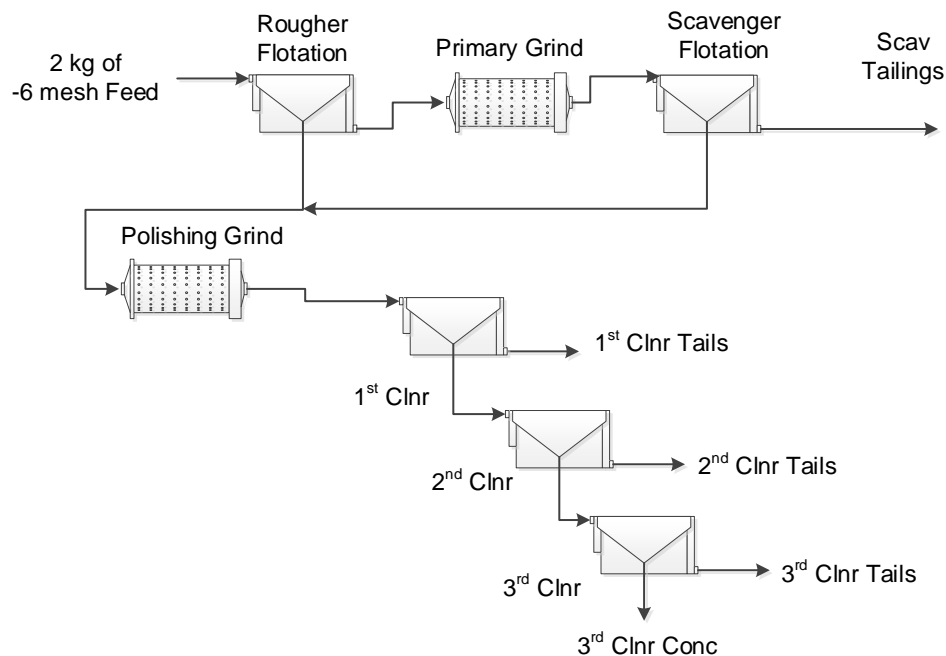 Rougher
Flotation
Primary Grind
Scavenger
Flotation
Scav
Tailings
2 kg of
-6 mesh Feed
Polishing Grind
1st Clnr Tails
1st Clnr
2nd Clnr Tails
2nd Clnr
3rd Clnr Tails
3rd Clnr
3rd Clnr Conc